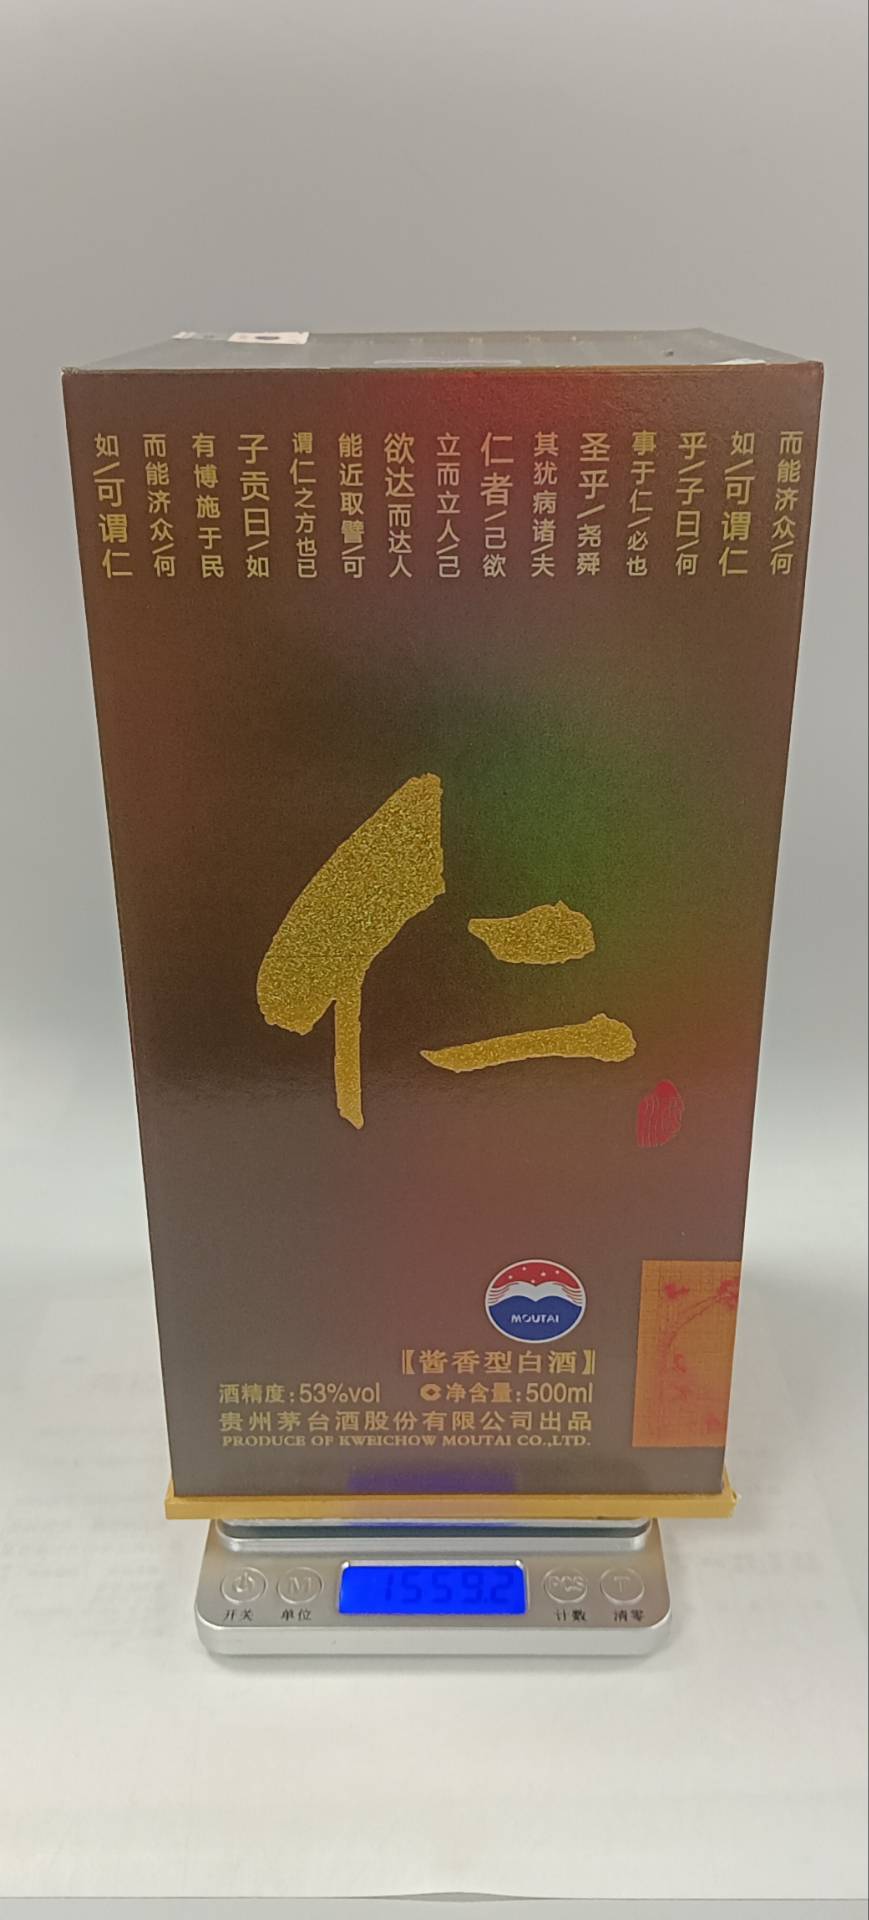 而能济众/何
如/可谓仁
乎/子曰/何
事于仁/必也
圣乎/尧舜
其犹病诸/夫
仁者/己欲
立而立人/己
欲达而达人
能近取譬/可
谓仁之方也已
子贡曰/如
有博施于民
而能济众/何
如/可谓仁
仁
MOUTAI
【酱香型白酒】
酒精度:53%vol 净含量:500ml
贵州茅台酒股份有限公司出品
PRODUCE OF KWEICHOW MOUTAI CO.,LTD.
M 1559.2 PCS T
开关 单位 计数 清零